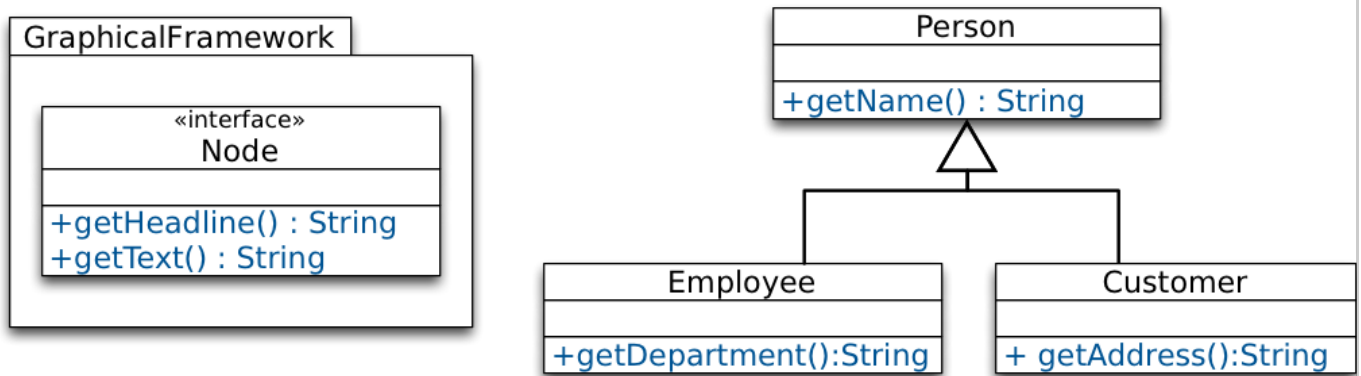 GraphicalFramework
«interface»
Node
+getHeadline() : String
+getText() : String
Person
+getName() : String
Employee
+getDepartment():String
Customer
+ getAddress():String